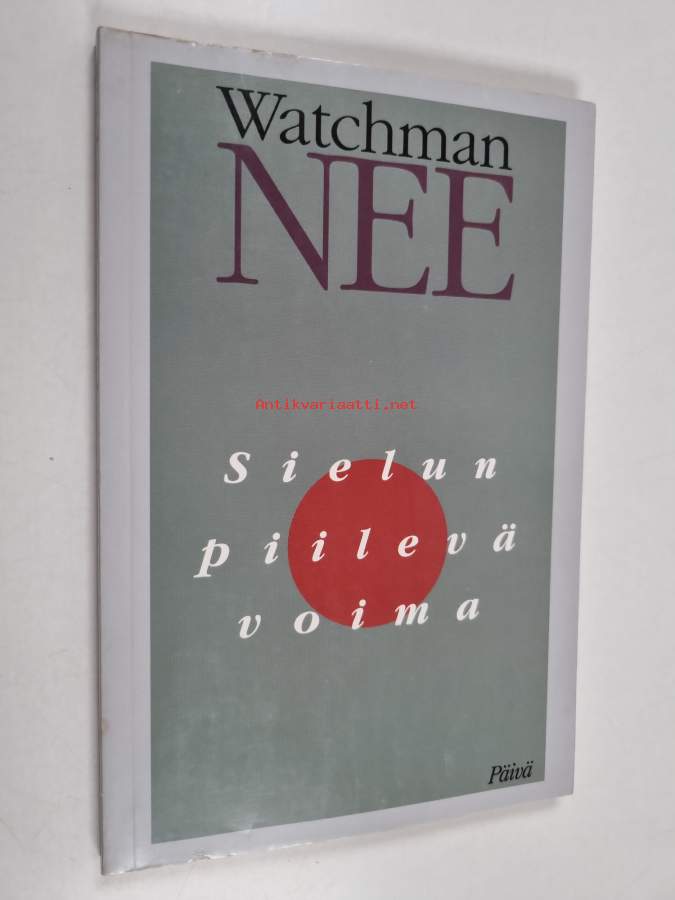 Watchman
NEE
Antikvariaatti.net
Sielun
piilevä
voima
Päivä